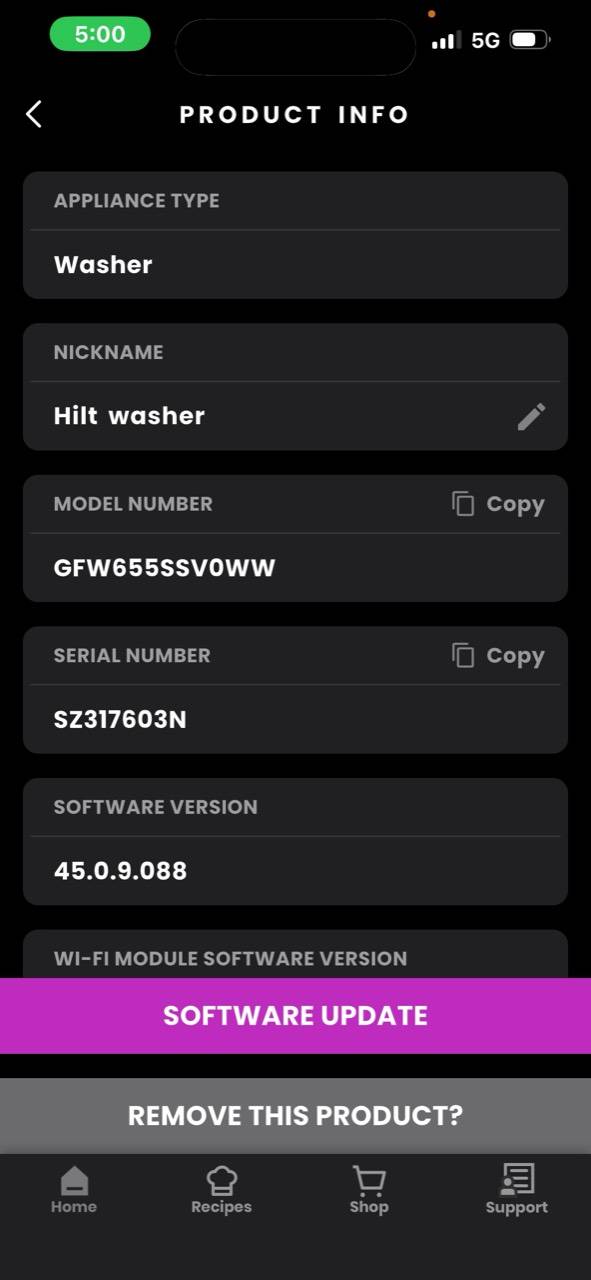 5:00
5G
PRODUCT INFO
APPLIANCE TYPE
Washer
NICKNAME
Hilt washer
MODEL NUMBER Copy
GFW655SSV0WW
SERIAL NUMBER Copy
SZ317603N
SOFTWARE VERSION
45.0.9.088
WI-FI MODULE SOFTWARE VERSION
SOFTWARE UPDATE
REMOVE THIS PRODUCT?
Home Recipes Shop Support